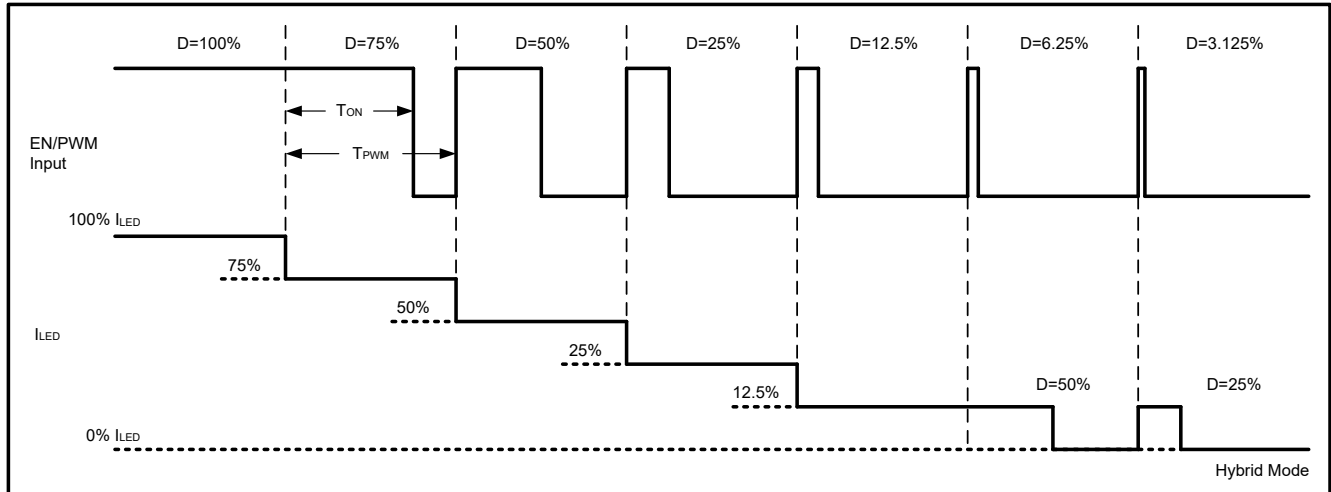 D=100% D=75% D=50% D=25% D=12.5% D=6.25% D=3.125%
TON
EN/PWM
Input
TPWM
100% ILED
75%
50%
ILED
25%
12.5%
D=50% D=25%
0% ILED
Hybrid Mode